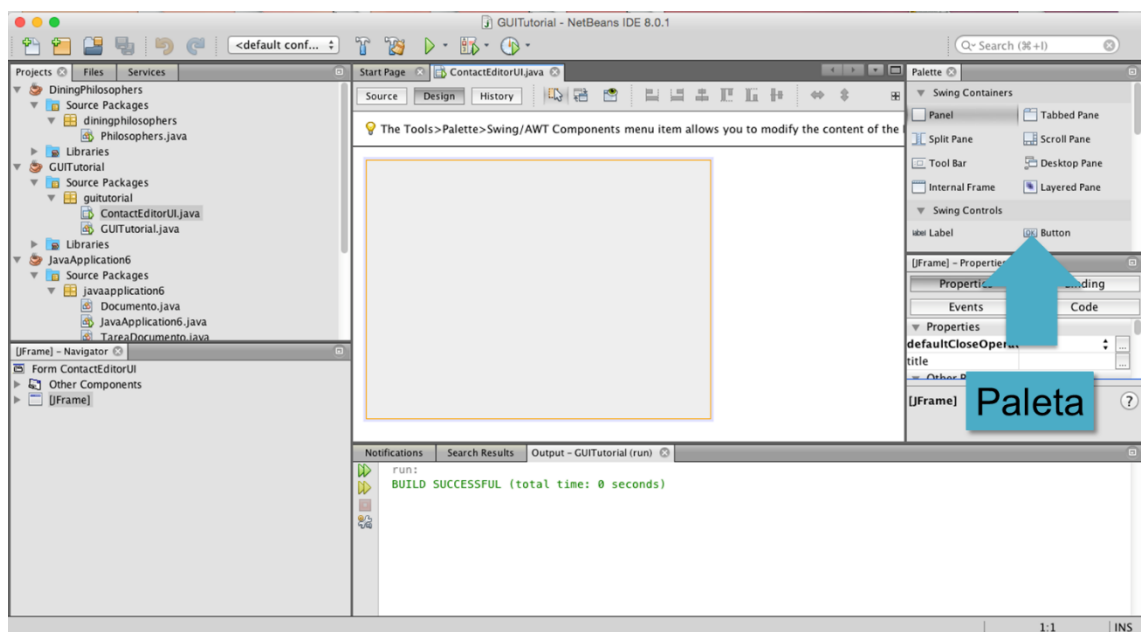 GUITutorial - NetBeans IDE 8.0.1
<default conf...
Search (⌘+I)
Projects Files Services
DiningPhilosophers
Source Packages
diningphilosophers
Philosophers.java
Libraries
GUITutorial
Source Packages
guitutorial
ContactEditorUI.java
GUITutorial.java
Libraries
JavaApplication6
Source Packages
javaapplication6
Documento.java
JavaApplication6.java
TareaDocumento.java
[JFrame] - Navigator
Form ContactEditorUI
Other Components
[JFrame]
Start Page ContactEditorUI.java
Source Design History
The Tools>Palette>Swing/AWT Components menu item allows you to modify the content of the
Palette
Swing Containers
Panel Tabbed Pane
Split Pane Scroll Pane
Tool Bar Desktop Pane
Internal Frame Layered Pane
Swing Controls
label Label OK Button
[JFrame] - Properties
Properties
Events Code
Properties
defaultCloseOperat
title
[JFrame]
?
Paleta
Notifications Search Results Output - GUITutorial (run)
run:
BUILD SUCCESSFUL (total time: 0 seconds)
1:1 INS